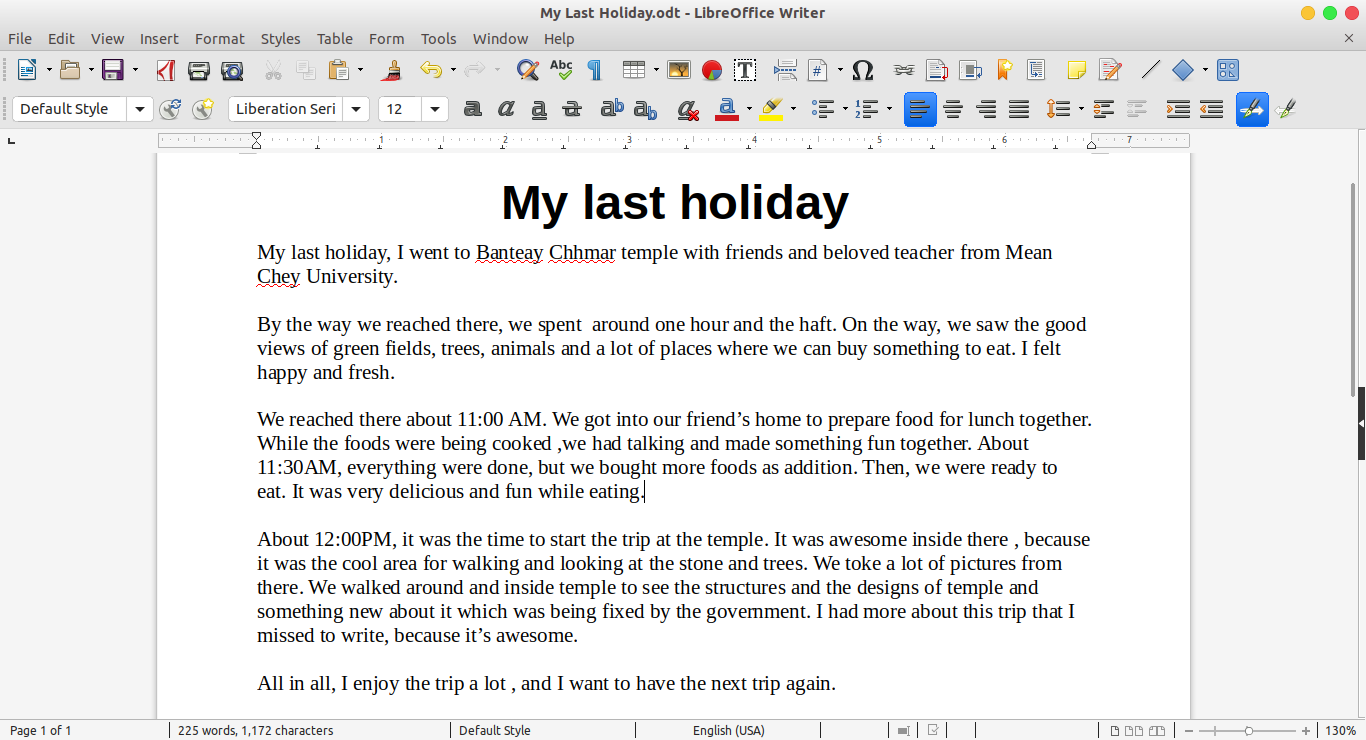 My Last Holiday.odt - LibreOffice Writer
File Edit View Insert Format Styles Table Form Tools Window Help
Abc
Default Style Liberation Seri 12
1 2 3 4 5 6 7
My last holiday
My last holiday, I went to Banteay Chhmar temple with friends and beloved teacher from Mean
Chey University.
By the way we reached there, we spent  around one hour and the haft. On the way, we saw the good
views of green fields, trees, animals and a lot of places where we can buy something to eat. I felt
happy and fresh.
We reached there about 11:00 AM. We got into our friend’s home to prepare food for lunch together.
While the foods were being cooked ,we had talking and made something fun together. About
11:30AM, everything were done, but we bought more foods as addition. Then, we were ready to
eat. It was very delicious and fun while eating.
About 12:00PM, it was the time to start the trip at the temple. It was awesome inside there , because
it was the cool area for walking and looking at the stone and trees. We toke a lot of pictures from
there. We walked around and inside temple to see the structures and the designs of temple and
something new about it which was being fixed by the government. I had more about this trip that I
missed to write, because it’s awesome.
All in all, I enjoy the trip a lot , and I want to have the next trip again.
Page 1 of 1 225 words, 1,172 characters Default Style English (USA) 130%